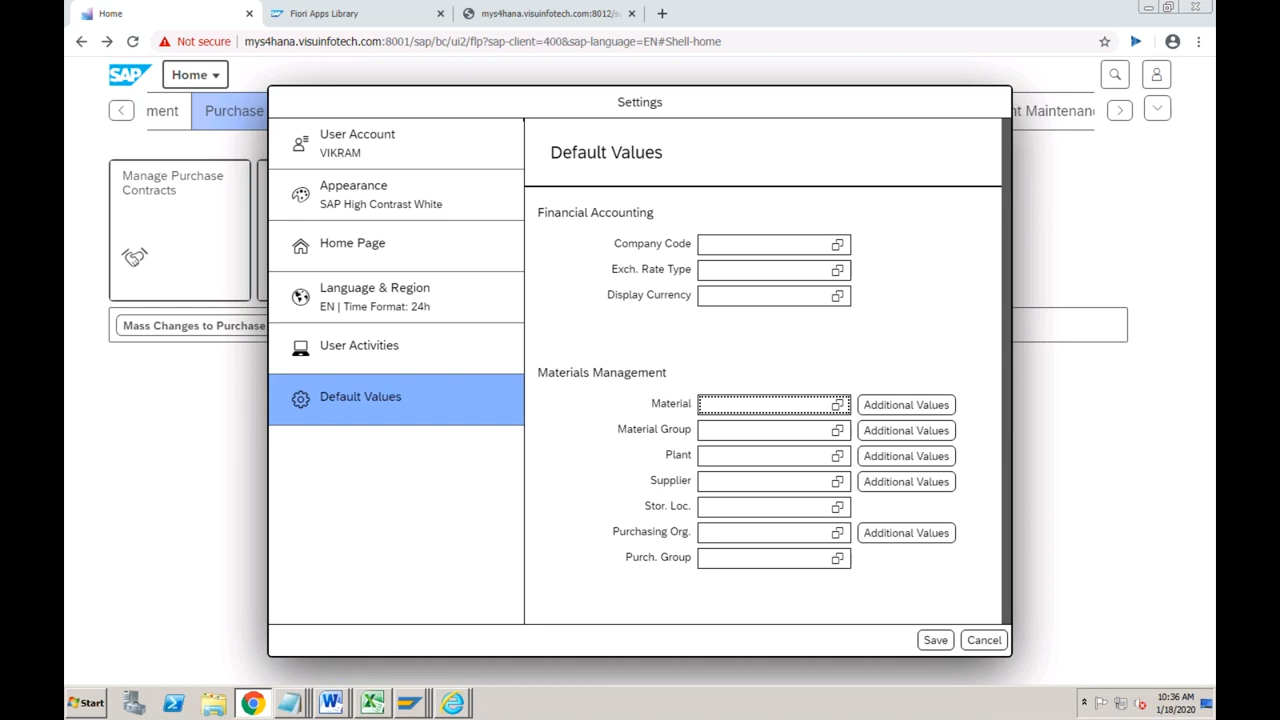 Home
Fiori Apps Library
mys4hana.visuinfotech.com:8012/s
Not secure
mys4hana.visuinfotech.com:8001/sap/bc/ui2/flp?sap-client=400&sap-language=EN#Shell-home
SAP
Home
ment
Purchase
nt Maintenanc
Manage Purchase
Contracts
Mass Changes to Purchase
Settings
User Account
VIKRAM
Appearance
SAP High Contrast White
Home Page
Language & Region
EN | Time Format: 24h
User Activities
Default Values
Default Values
Financial Accounting
Company Code
Exch. Rate Type
Display Currency
Materials Management
Material
Additional Values
Material Group
Additional Values
Plant
Additional Values
Supplier
Additional Values
Stor. Loc.
Purchasing Org.
Additional Values
Purch. Group
Save
Cancel
Start
10:36 AM
1/18/2020